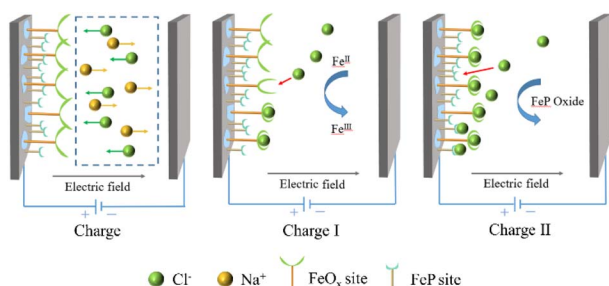 Fe^II
Fe^III
FeP Oxide
Electric field
Electric field
Electric field
+ −
+ −
+ −
Charge
Charge I
Charge II
Cl⁻
Na⁺
FeOₓ site
FeP site